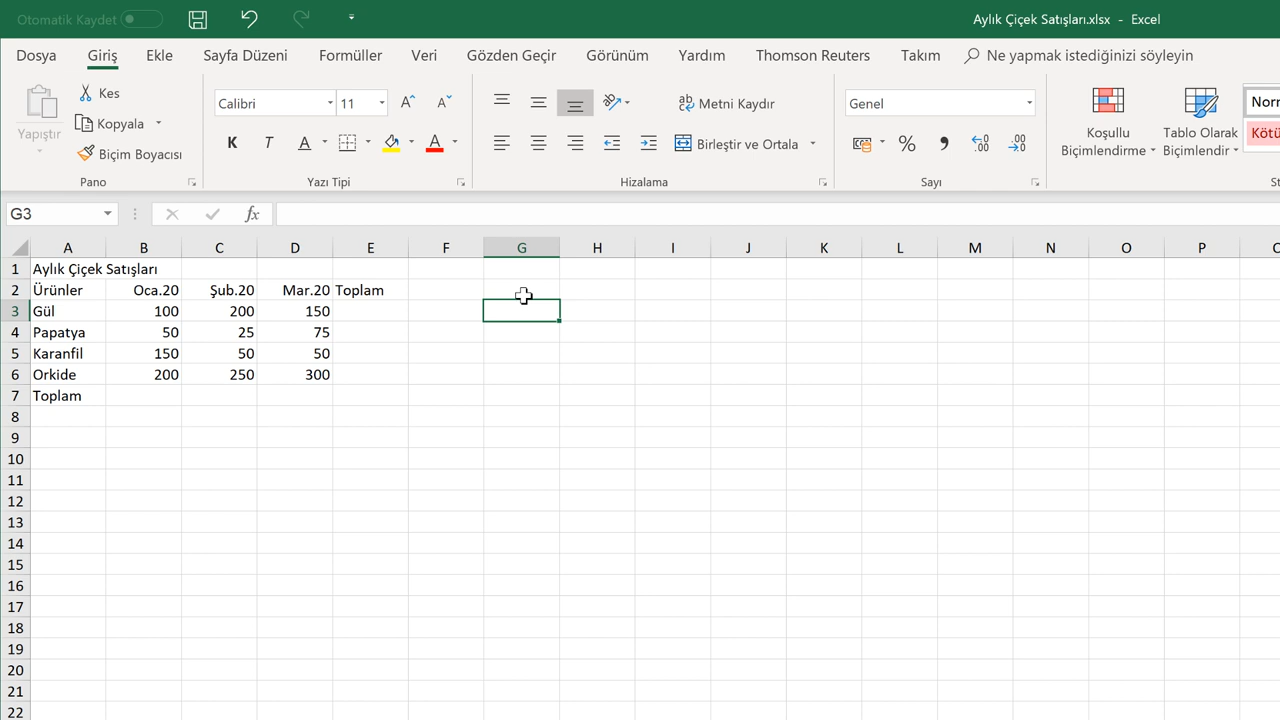 Otomatik Kaydet
Aylık Çiçek Satışları.xlsx - Excel
Dosya Giriş Ekle Sayfa Düzeni Formüller Veri Gözden Geçir Görünüm Yardım Thomson Reuters Takım Ne yapmak istediğinizi söyleyin
Yapıştır
Kes
Kopyala
Biçim Boyacısı
Pano
Calibri 11
K T A A
Yazı Tipi
Metni Kaydır
Birleştir ve Ortala
Hizalama
Genel
%
Sayı
Koşullu
Biçimlendirme
Tablo Olarak
Biçimlendir
G3
fx
A B C D E F G H I J K L M N O P
1 Aylık Çiçek Satışları
2 Ürünler Oca.20 Şub.20 Mar.20 Toplam
3 Gül 100 200 150
4 Papatya 50 25 75
5 Karanfil 150 50 50
6 Orkide 200 250 300
7 Toplam
8
9
10
11
12
13
14
15
16
17
18
19
20
21
22